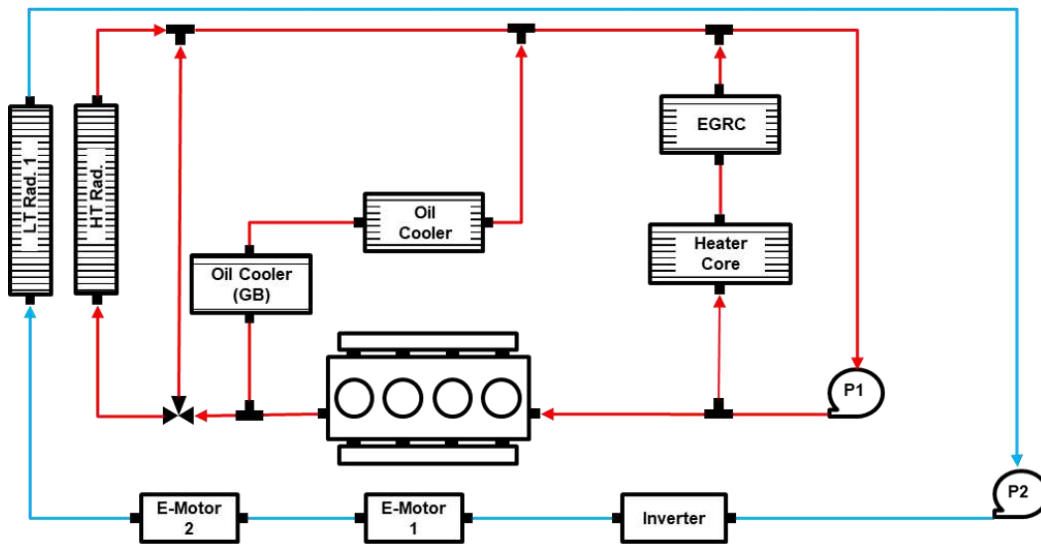 EGRC
LT Rad. 1
HT Rad.
Oil
Cooler
Heater
Core
Oil Cooler
(GB)
P1
P2
E-Motor
2
E-Motor
1
Inverter